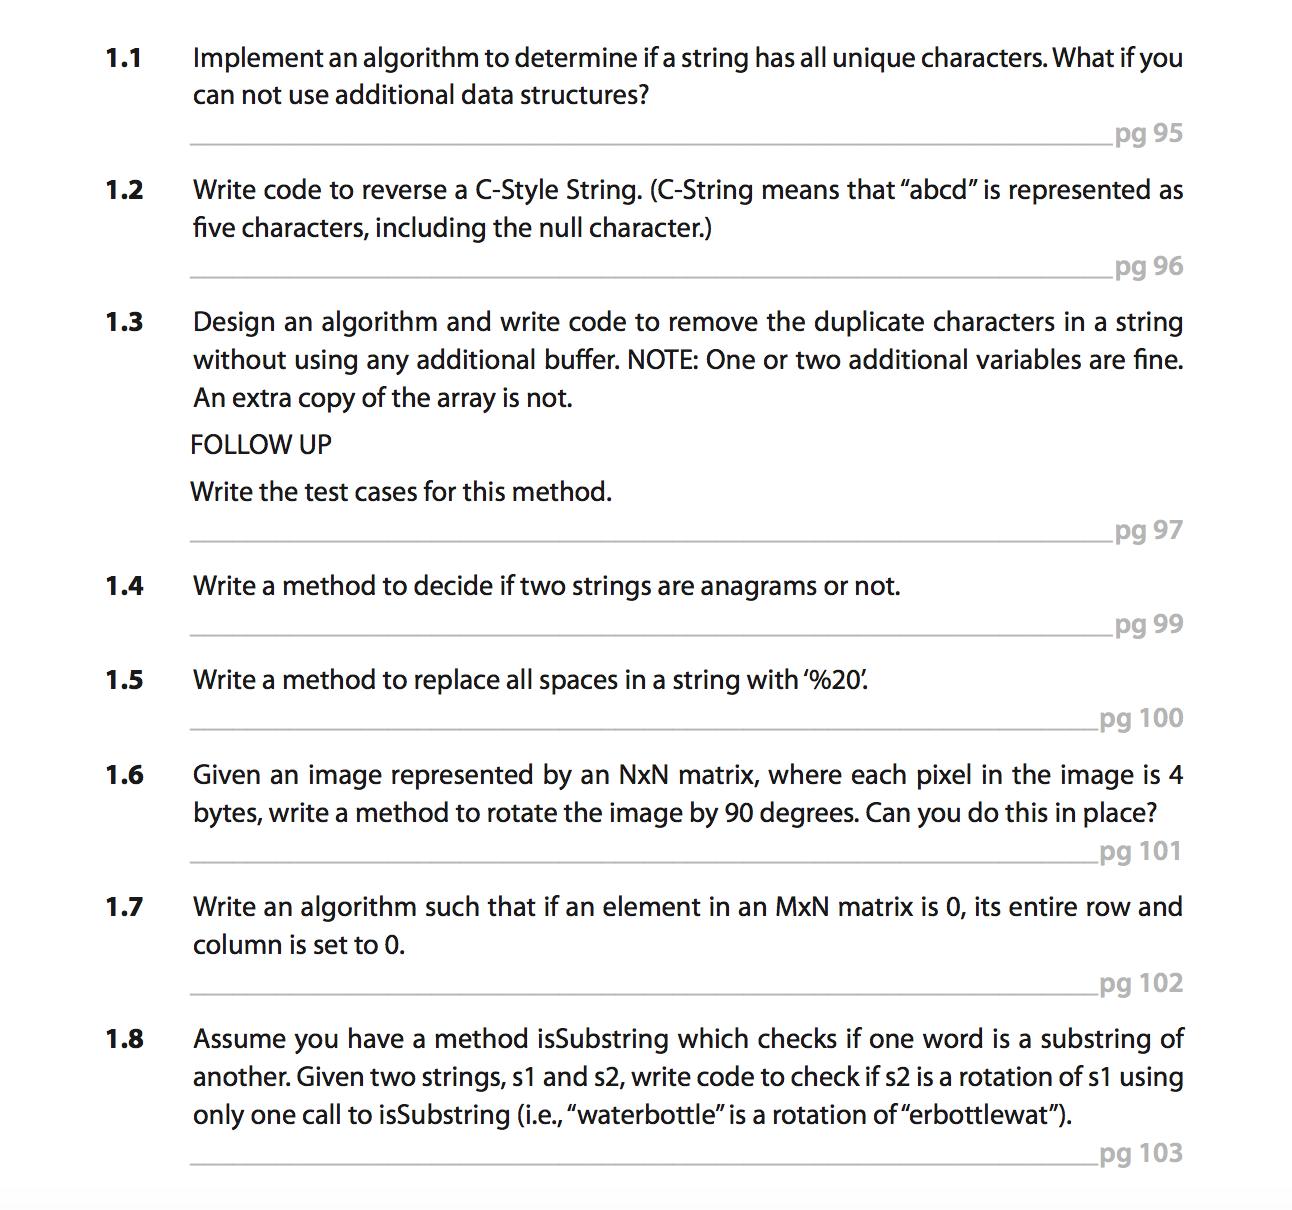 1.1 Implement an algorithm to determine if a string has all unique characters. What if you
can not use additional data structures?
pg 95
1.2 Write code to reverse a C-Style String. (C-String means that “abcd” is represented as
five characters, including the null character.)
pg 96
1.3 Design an algorithm and write code to remove the duplicate characters in a string
without using any additional buffer. NOTE: One or two additional variables are fine.
An extra copy of the array is not.
FOLLOW UP
Write the test cases for this method.
pg 97
1.4 Write a method to decide if two strings are anagrams or not.
pg 99
1.5 Write a method to replace all spaces in a string with ‘%20’.
pg 100
1.6 Given an image represented by an NxN matrix, where each pixel in the image is 4
bytes, write a method to rotate the image by 90 degrees. Can you do this in place?
pg 101
1.7 Write an algorithm such that if an element in an MxN matrix is 0, its entire row and
column is set to 0.
pg 102
1.8 Assume you have a method isSubstring which checks if one word is a substring of
another. Given two strings, s1 and s2, write code to check if s2 is a rotation of s1 using
only one call to isSubstring (i.e., “waterbottle” is a rotation of “erbottlewat”).
pg 103